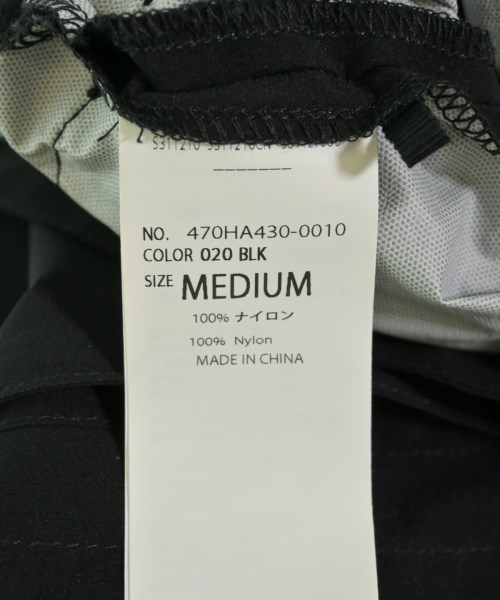 NO. 470HA430-0010
COLOR 020 BLK
SIZE MEDIUM
100% ナイロン
100% Nylon
MADE IN CHINA